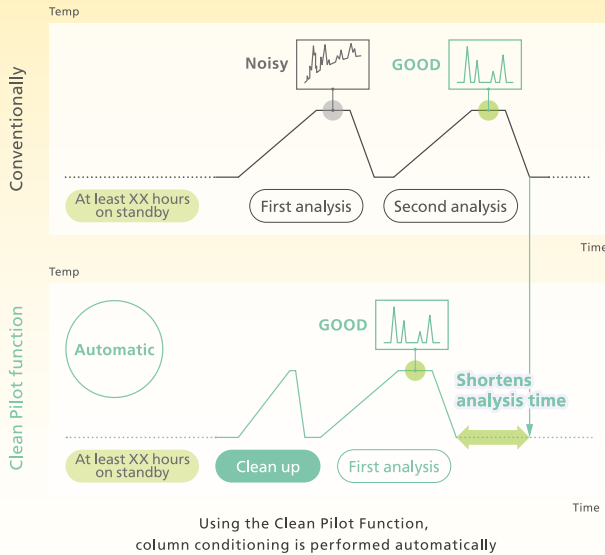 Temp
Conventionally
Noisy
GOOD
At least XX hours
on standby
First analysis
Second analysis
Time
Temp
Clean Pilot function
Automatic
GOOD
Shortens
analysis time
At least XX hours
on standby
Clean up
First analysis
Time
Using the Clean Pilot Function,
column conditioning is performed automatically